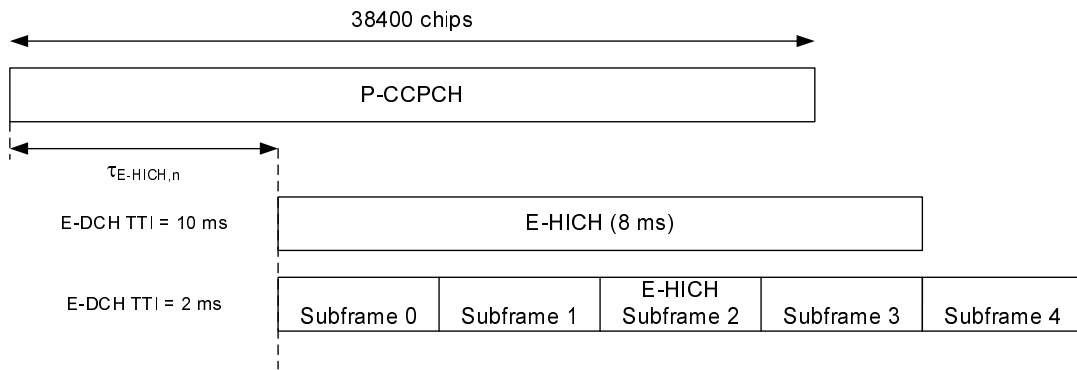 38400 chips
P-CCPCH
τE-HICH,n
E-DCH TTI = 10 ms
E-HICH (8 ms)
E-DCH TTI = 2 ms
E-HICH
Subframe 0
Subframe 1
Subframe 2
Subframe 3
Subframe 4